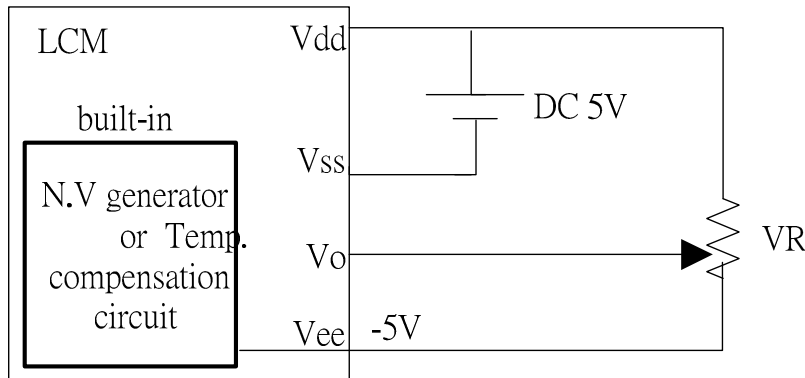 LCM
Vdd
DC 5V
built-in
Vss
N.V generator
or Temp.
compensation
circuit
Vo
VR
Vee
-5V